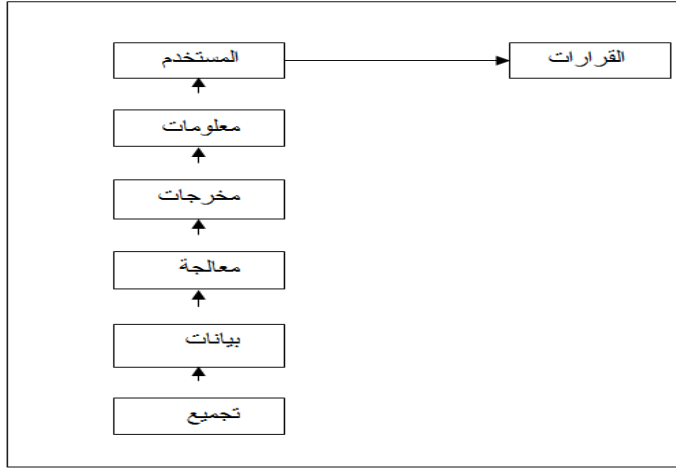 المستخدم
القرارات
معلومات
مخرجات
معالجة
بيانات
تجميع